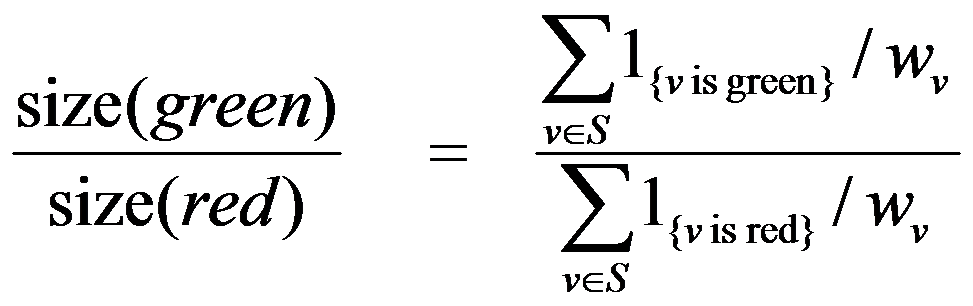 size(green) / size(red) = ∑_{v∈S} 1_{v is green} / w_v
∑_{v∈S} 1_{v is red} / w_v